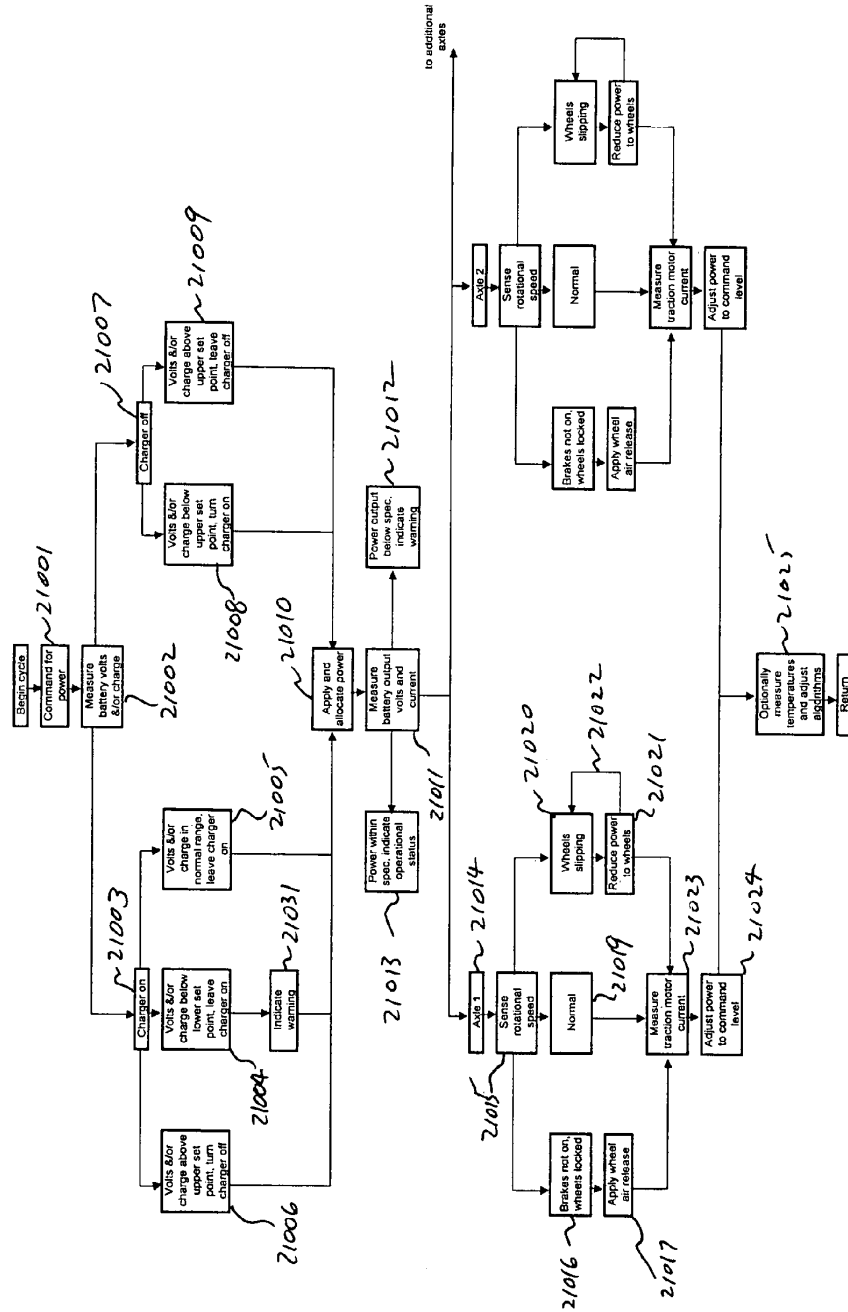 Begin cycle
Command for
power
21001
Measure
battery volts
&/or charge
21002
Charger on
21003
Charger off
21007
Volts &/or
charge above
upper set
point, turn
charger off
21006
Volts &/or
charge below
lower set
point, leave
charger on
21004
Indicate
warning
21031
Volts &/or
charge in
normal range,
leave charger
on
21005
Volts &/or
charge below
upper set
point, turn
charger on
21008
Volts &/or
charge above
upper set
point, leave
charger off
21009
Apply and
allocate power
21010
Measure
battery output
volts and
current
21011
Power within
spec, indicate
operational
status
21013
Power output
below spec,
indicate
warning
21012
to additional
axles
Axle 1
21014
Sense
rotational
speed
21015
Brakes not on,
wheels locked
21016
Apply wheel
air release
21017
Normal
21019
Wheels
slipping
21020
21022
Reduce power
to wheels
21021
Measure
traction motor
current
21023
Adjust power
to command
level
21024
Axle 2
Sense
rotational
speed
Brakes not on,
wheels locked
Apply wheel
air release
Normal
Wheels
slipping
Reduce power
to wheels
Measure
traction motor
current
Adjust power
to command
level
Optionally
measure
temperatures
and adjust
algorithms
21025
Return